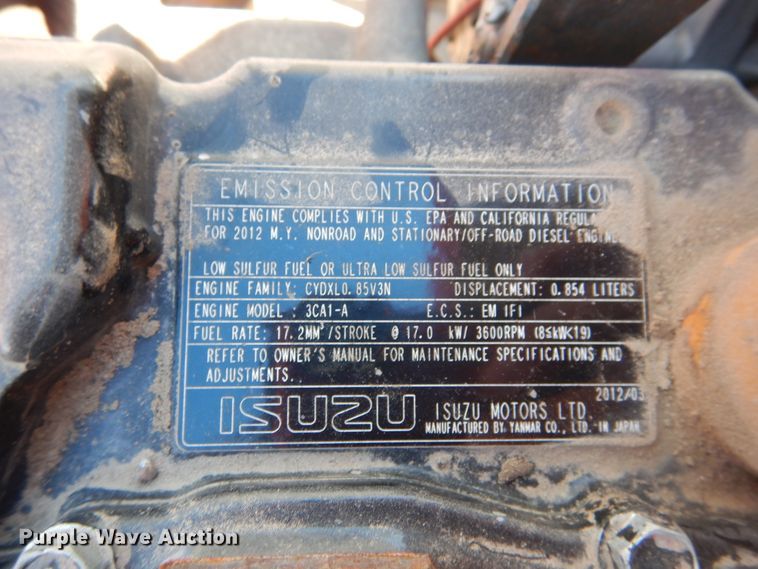 EMISSION CONTROL INFORMATION
THIS ENGINE COMPLIES WITH U.S. EPA AND CALIFORNIA REGULA
FOR 2012 M.Y. NONROAD AND STATIONARY/OFF-ROAD DIESEL ENGINE
LOW SULFUR FUEL OR ULTRA LOW SULFUR FUEL ONLY
ENGINE FAMILY: CYDXL0.85V3N DISPLACEMENT: 0.854 LITERS
ENGINE MODEL : 3CA1-A E.C.S.: EM IFI
FUEL RATE: 17.2MM³/STROKE @ 17.0 kW/ 3600RPM (8≤kW<19)
REFER TO OWNER'S MANUAL FOR MAINTENANCE SPECIFICATIONS AND
ADJUSTMENTS.
2012/03
ISUZU ISUZU MOTORS LTD.
MANUFACTURED BY YANMAR CO., LTD. IN JAPAN
Purple Wave Auction